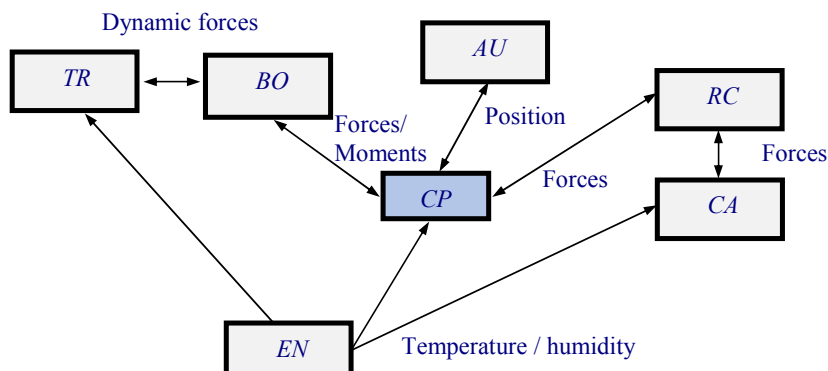 Dynamic forces
AU
TR
BO
RC
Forces/
Moments
Position
Forces
Forces
CP
CA
EN
Temperature / humidity